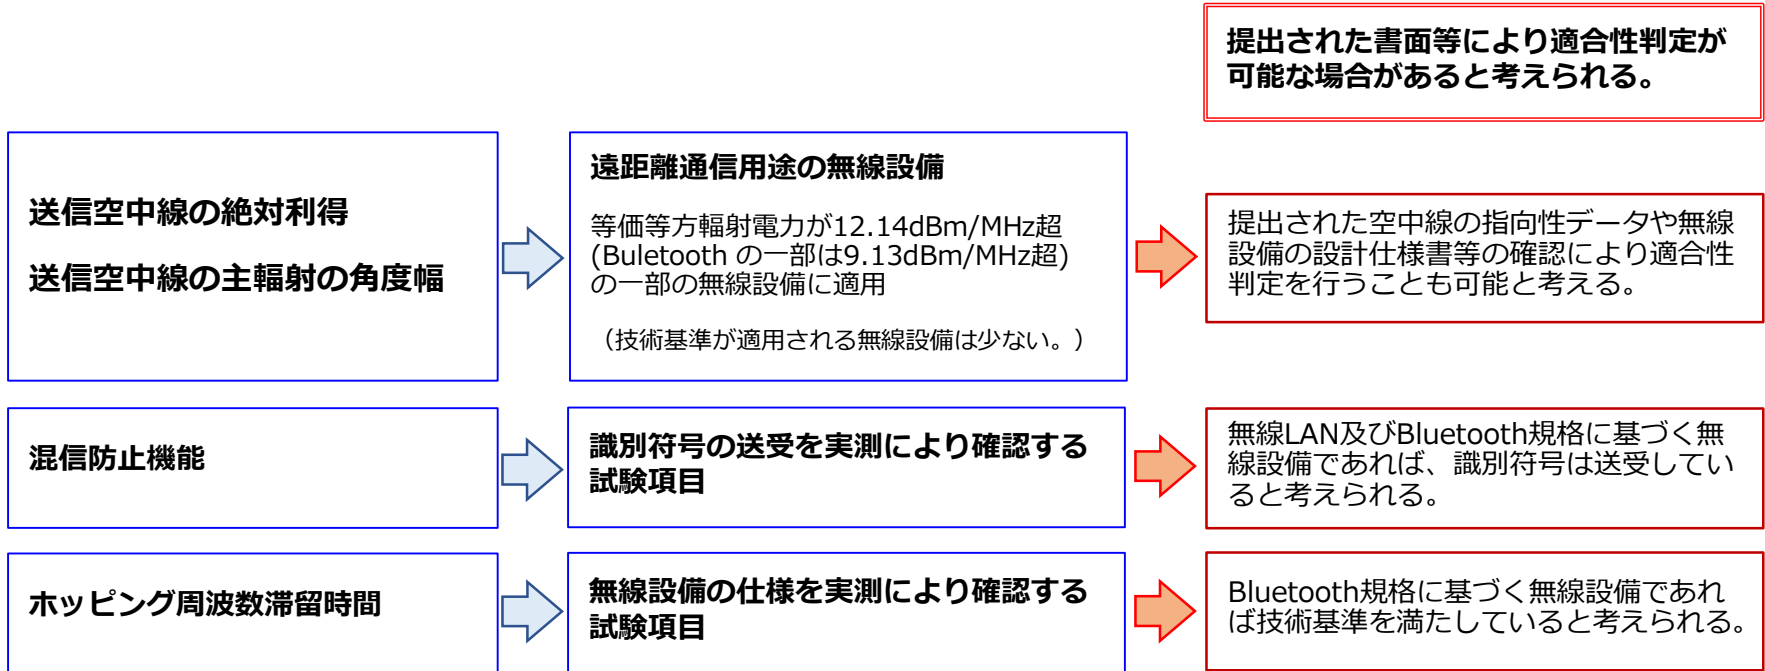 提出された書面等により適合性判定が
可能な場合があると考えられる。
送信空中線の絶対利得
送信空中線の主輻射の角度幅
遠距離通信用途の無線設備
等価等方輻射電力が12.14dBm/MHz超
(Buletooth の一部は9.13dBm/MHz超)
の一部の無線設備に適用
（技術基準が適用される無線設備は少ない。）
提出された空中線の指向性データや無線
設備の設計仕様書等の確認により適合性
判定を行うことも可能と考える。
混信防止機能
識別符号の送受を実測により確認する
試験項目
無線LAN及びBluetooth規格に基づく無
線設備であれば、識別符号は送受してい
ると考えられる。
ホッピング周波数滞留時間
無線設備の仕様を実測により確認する
試験項目
Bluetooth規格に基づく無線設備であれ
ば技術基準を満たしていると考えられる。